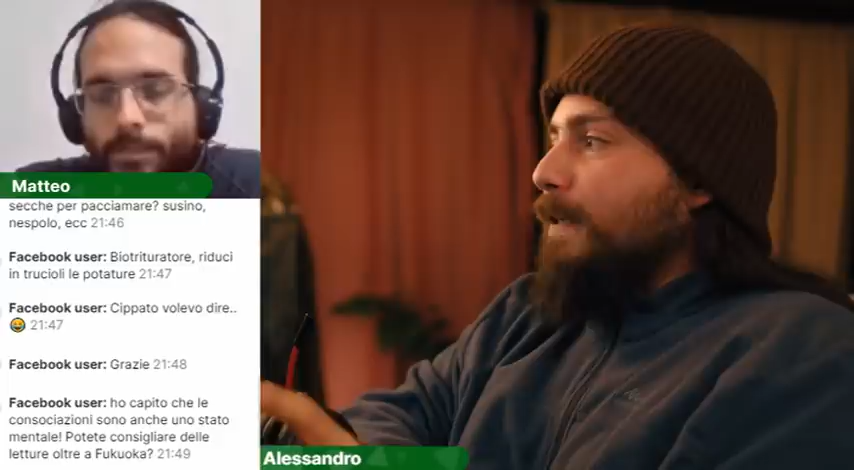 Matteo
secche per pacciamare? susino,
nespolo, ecc 21:46
Facebook user: Biotrituratore, riduci
in trucioli le potature 21:47
Facebook user: Cippato volevo dire..
😂 21:47
Facebook user: Grazie 21:48
Facebook user: ho capito che le
consociazioni sono anche uno stato
mentale! Potete consigliare delle
letture oltre a Fukuoka? 21:49
Alessandro